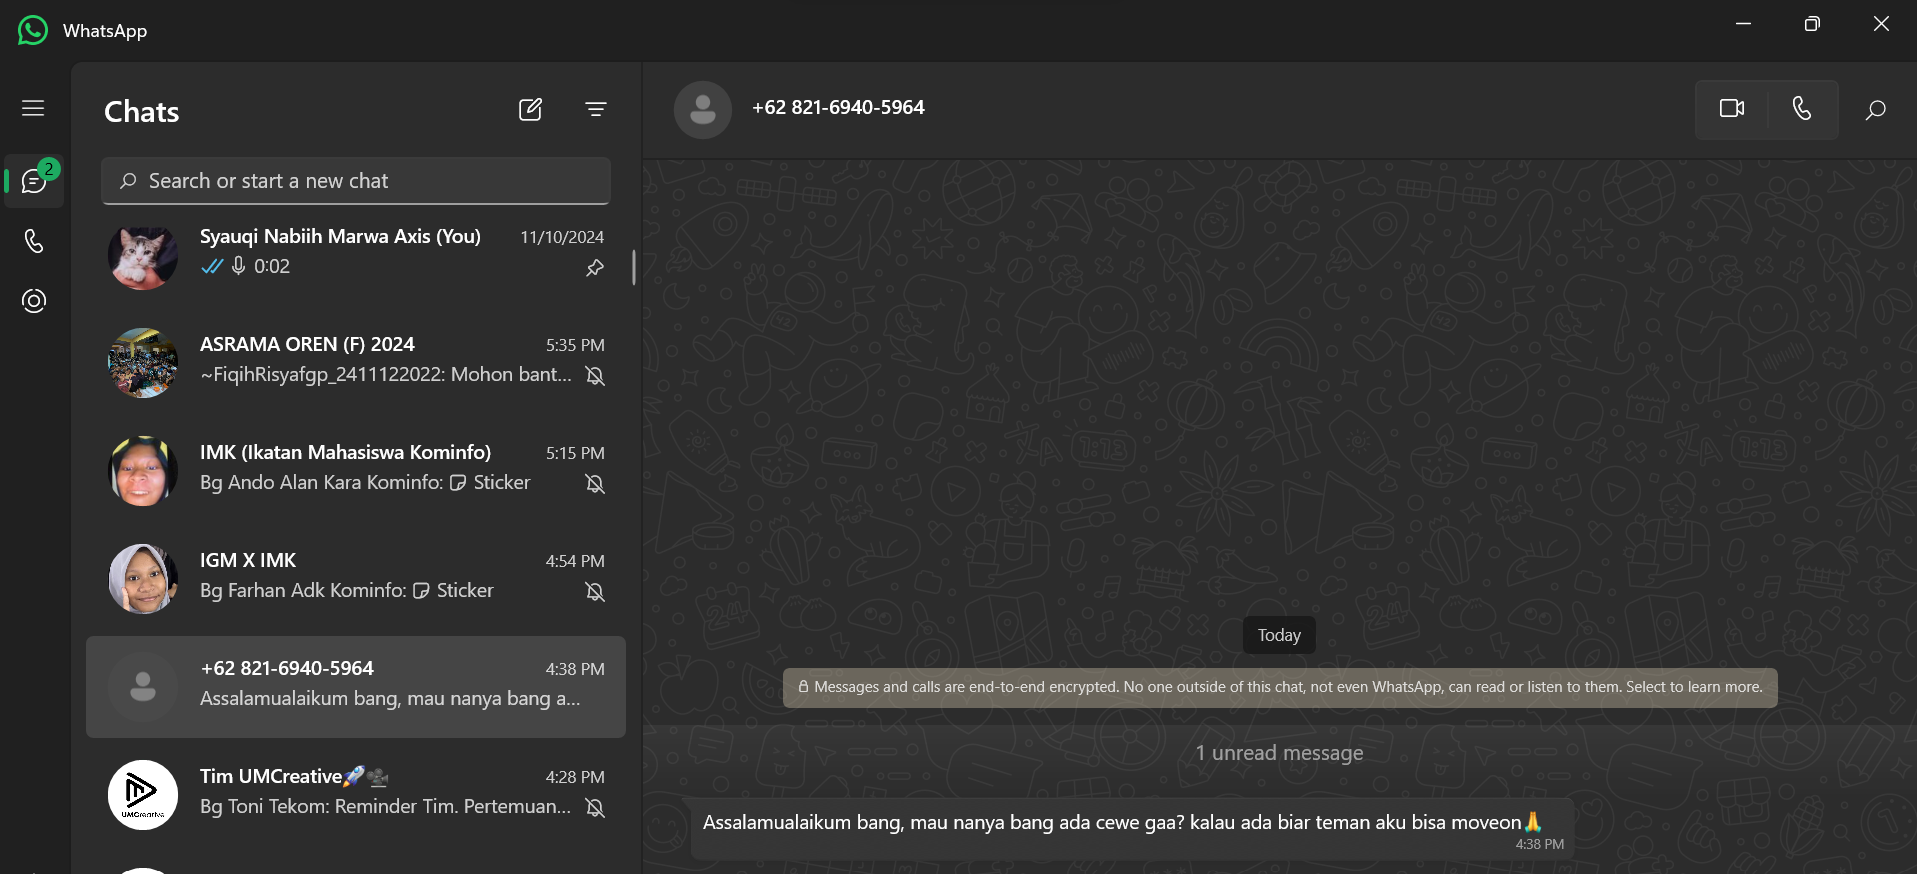 WhatsApp
Chats
2
Search or start a new chat
Syauqi Nabiih Marwa Axis (You)
11/10/2024
0:02
ASRAMA OREN (F) 2024
5:35 PM
~FiqihRisyafgp_2411122022: Mohon bant...
IMK (Ikatan Mahasiswa Kominfo)
5:15 PM
Bg Ando Alan Kara Kominfo: Sticker
IGM X IMK
4:54 PM
Bg Farhan Adk Kominfo: Sticker
+62 821-6940-5964
4:38 PM
Assalamualaikum bang, mau nanya bang a...
UMCreative
Tim UMCreative🚀🎥
4:28 PM
Bg Toni Tekom: Reminder Tim. Pertemuan...
+62 821-6940-5964
Today
Messages and calls are end-to-end encrypted. No one outside of this chat, not even WhatsApp, can read or listen to them. Select to learn more.
1 unread message
Assalamualaikum bang, mau nanya bang ada cewe gaa? kalau ada biar teman aku bisa moveon🙏
4:38 PM